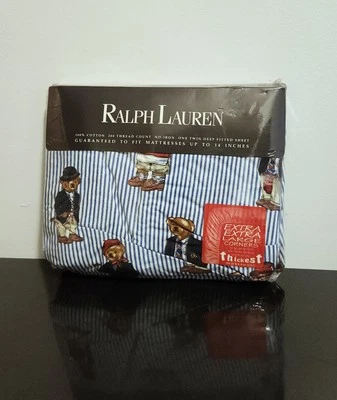 RALPH LAUREN
100% COTTON 200 THREAD COUNT NO-IRON ONE TWIN DEEP FITTED SHEET
GUARANTEED TO FIT MATTRESSES UP TO 14 INCHES
EXTRA
EXTRA
LARGE
CORNERS
thickest